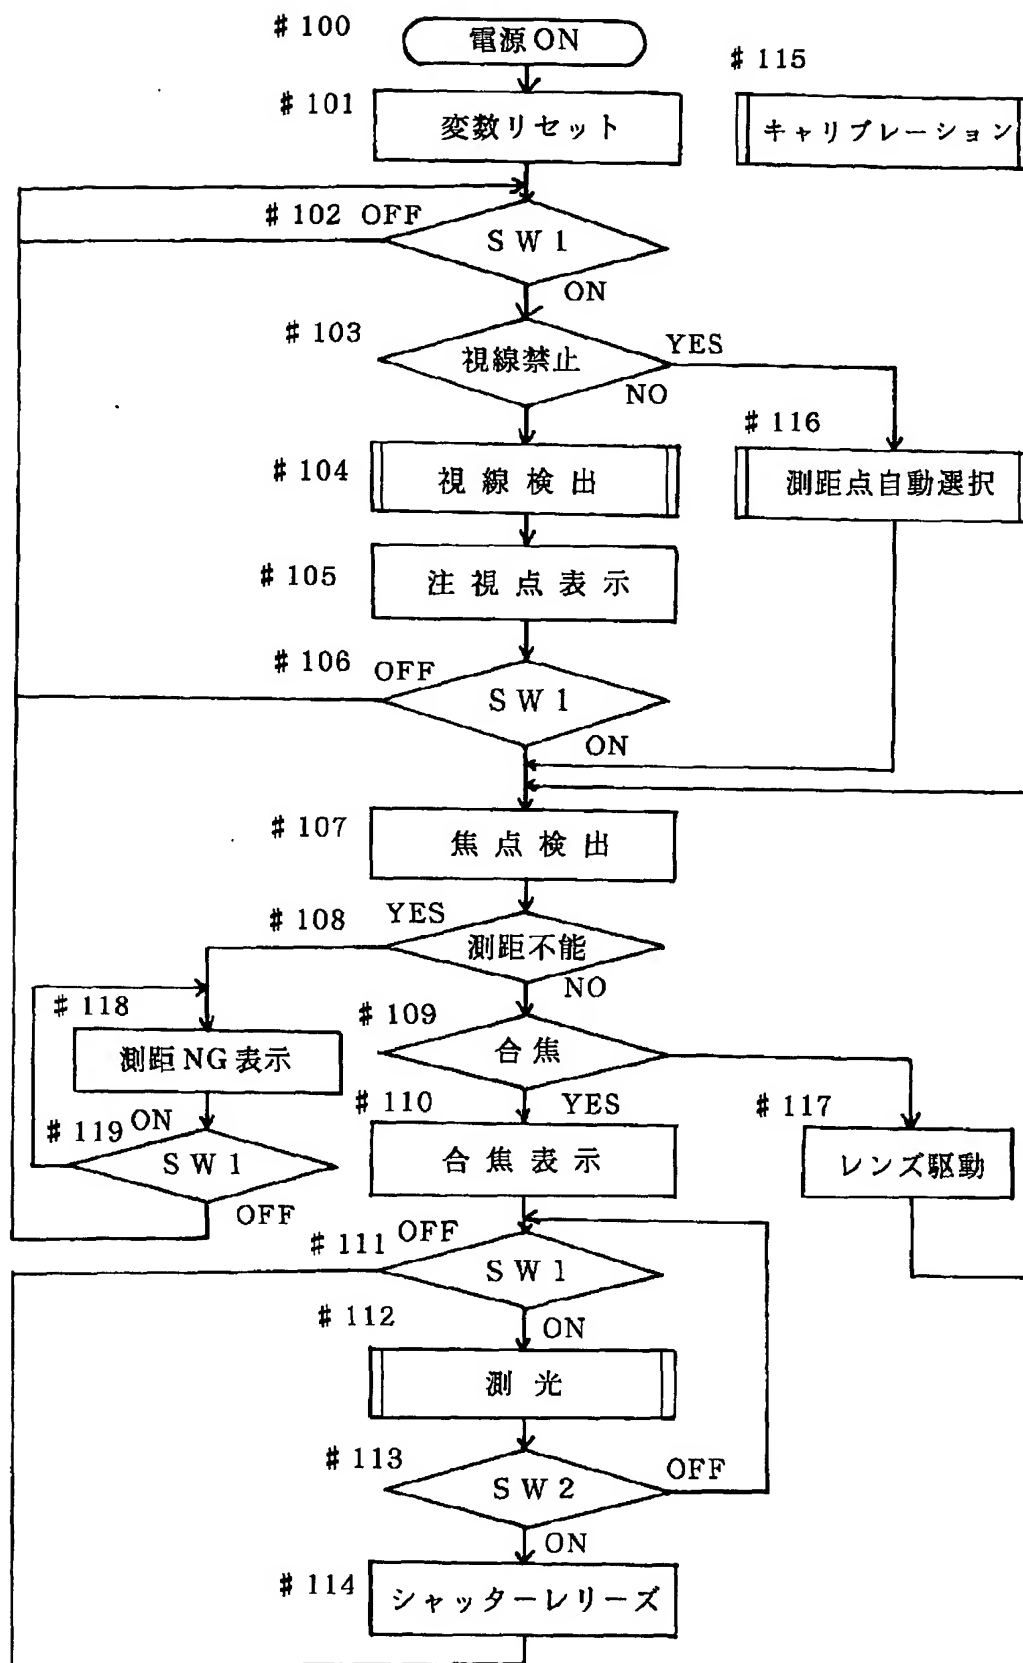 # 100
電源ON
# 115
# 101
変数リセット
キャリブレーション
# 102 OFF
SW1
ON
# 103
視線禁止
YES
NO
# 116
# 104
視線検出
測距点自動選択
# 105
注視点表示
# 106
OFF
SW1
ON
# 107
焦点検出
# 108
YES
測距不能
NO
# 118
# 109
合焦
測距NG表示
# 110
YES
# 117
# 119
ON
SW1
合焦表示
レンズ駆動
OFF
# 111
OFF
SW1
# 112
ON
測光
# 113
SW2
OFF
ON
# 114
シャッターレリーズ